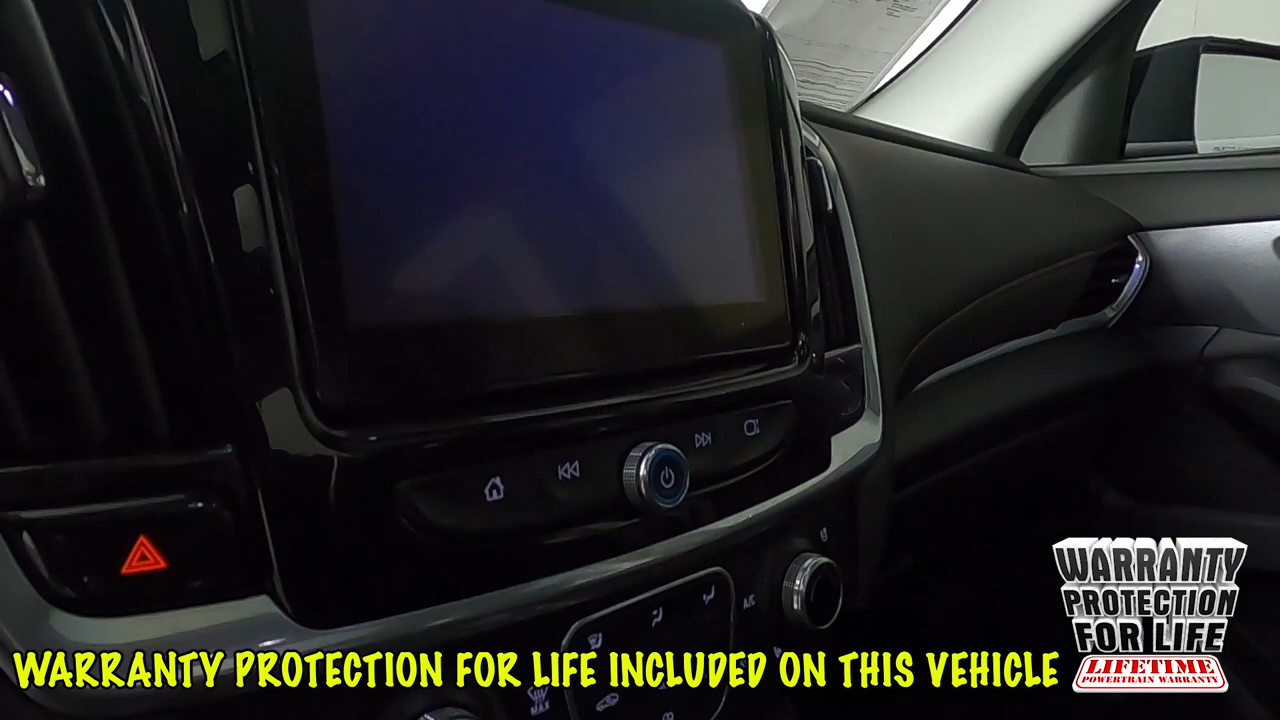 A/C
MAX
WARRANTY PROTECTION FOR LIFE INCLUDED ON THIS VEHICLE
WARRANTY
PROTECTION
FOR LIFE
LIFETIME
POWERTRAIN WARRANTY